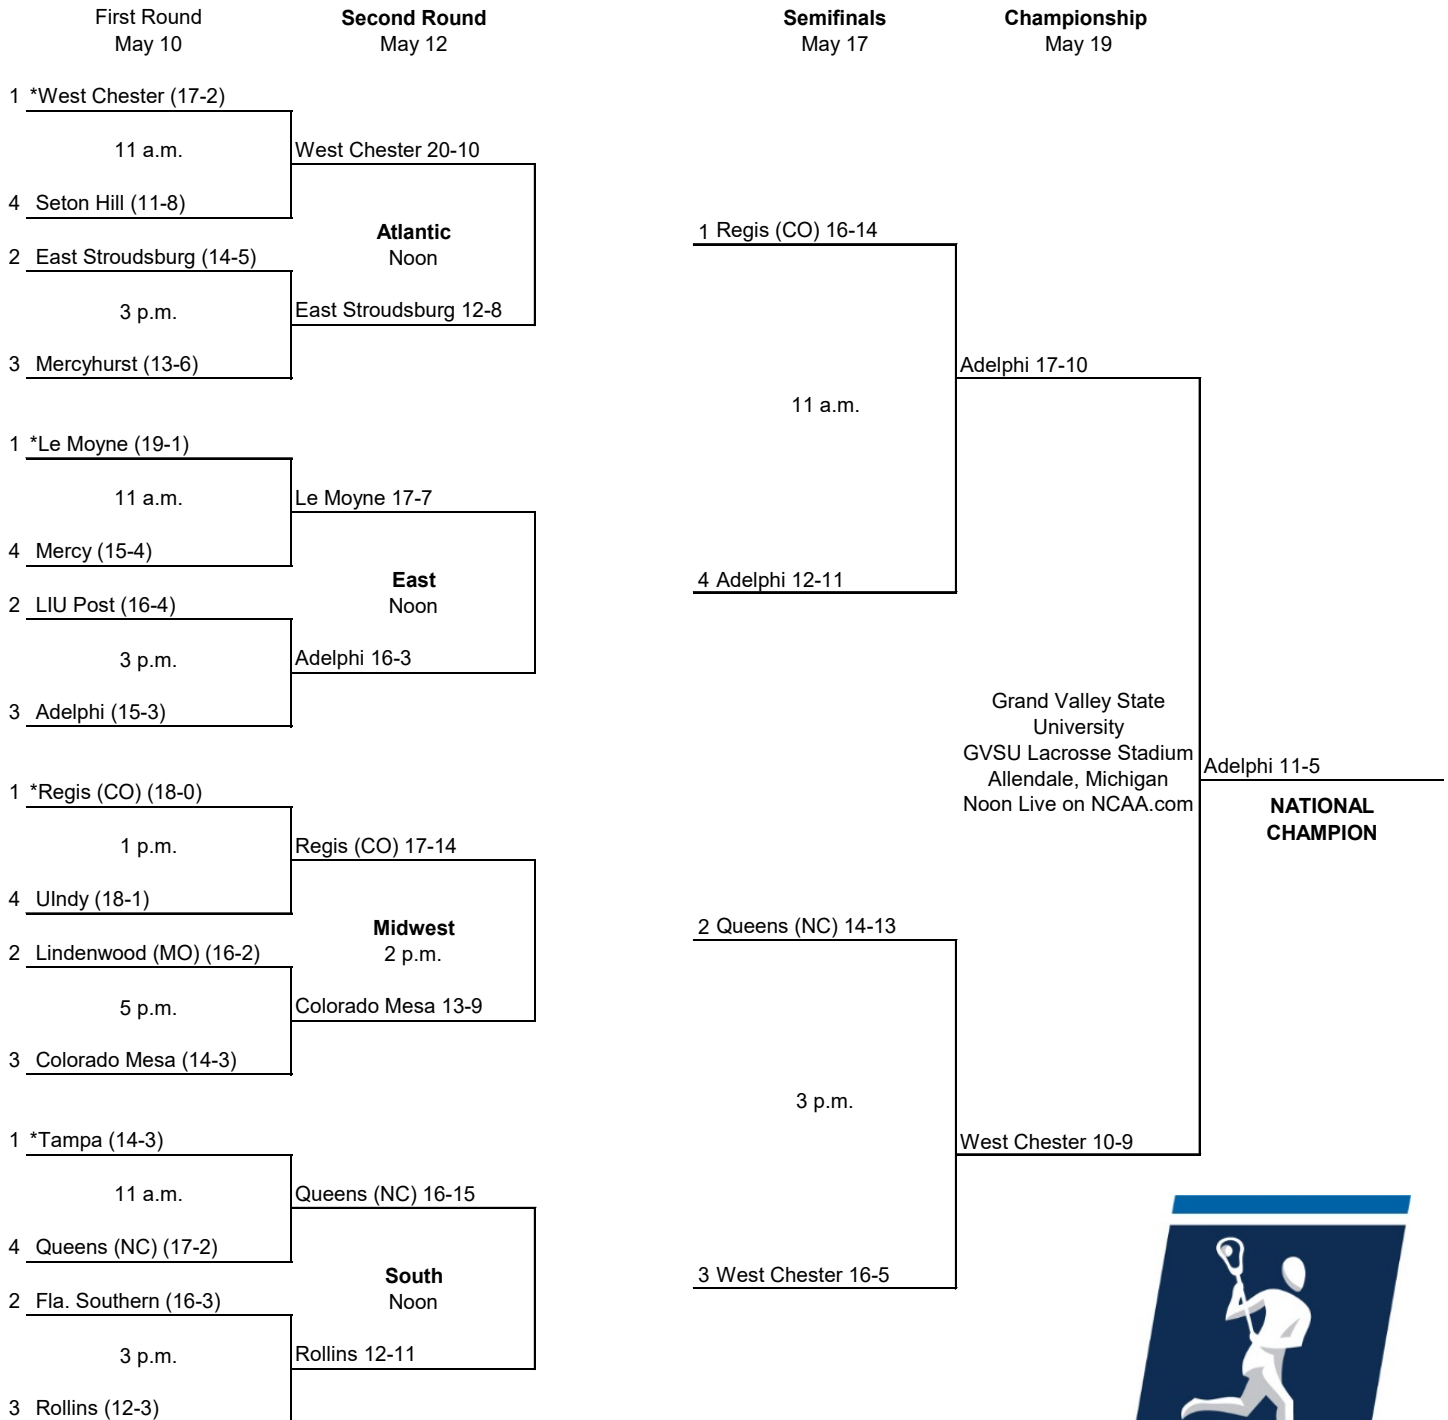 First Round
May 10
Second Round
May 12
Semifinals
May 17
Championship
May 19
1 *West Chester (17-2)
11 a.m.
West Chester 20-10
4 Seton Hill (11-8)
Atlantic
Noon
2 East Stroudsburg (14-5)
3 p.m.
East Stroudsburg 12-8
3 Mercyhurst (13-6)
1 *Le Moyne (19-1)
11 a.m.
Le Moyne 17-7
4 Mercy (15-4)
East
Noon
2 LIU Post (16-4)
3 p.m.
Adelphi 16-3
3 Adelphi (15-3)
1 *Regis (CO) (18-0)
1 p.m.
Regis (CO) 17-14
4 UIndy (18-1)
Midwest
2 p.m.
2 Lindenwood (MO) (16-2)
5 p.m.
Colorado Mesa 13-9
3 Colorado Mesa (14-3)
1 *Tampa (14-3)
11 a.m.
Queens (NC) 16-15
4 Queens (NC) (17-2)
South
Noon
2 Fla. Southern (16-3)
3 p.m.
Rollins 12-11
3 Rollins (12-3)
1 Regis (CO) 16-14
11 a.m.
4 Adelphi 12-11
2 Queens (NC) 14-13
3 p.m.
3 West Chester 16-5
Adelphi 17-10
Grand Valley State
University
GVSU Lacrosse Stadium
Allendale, Michigan
Noon Live on NCAA.com
West Chester 10-9
Adelphi 11-5
NATIONAL
CHAMPION